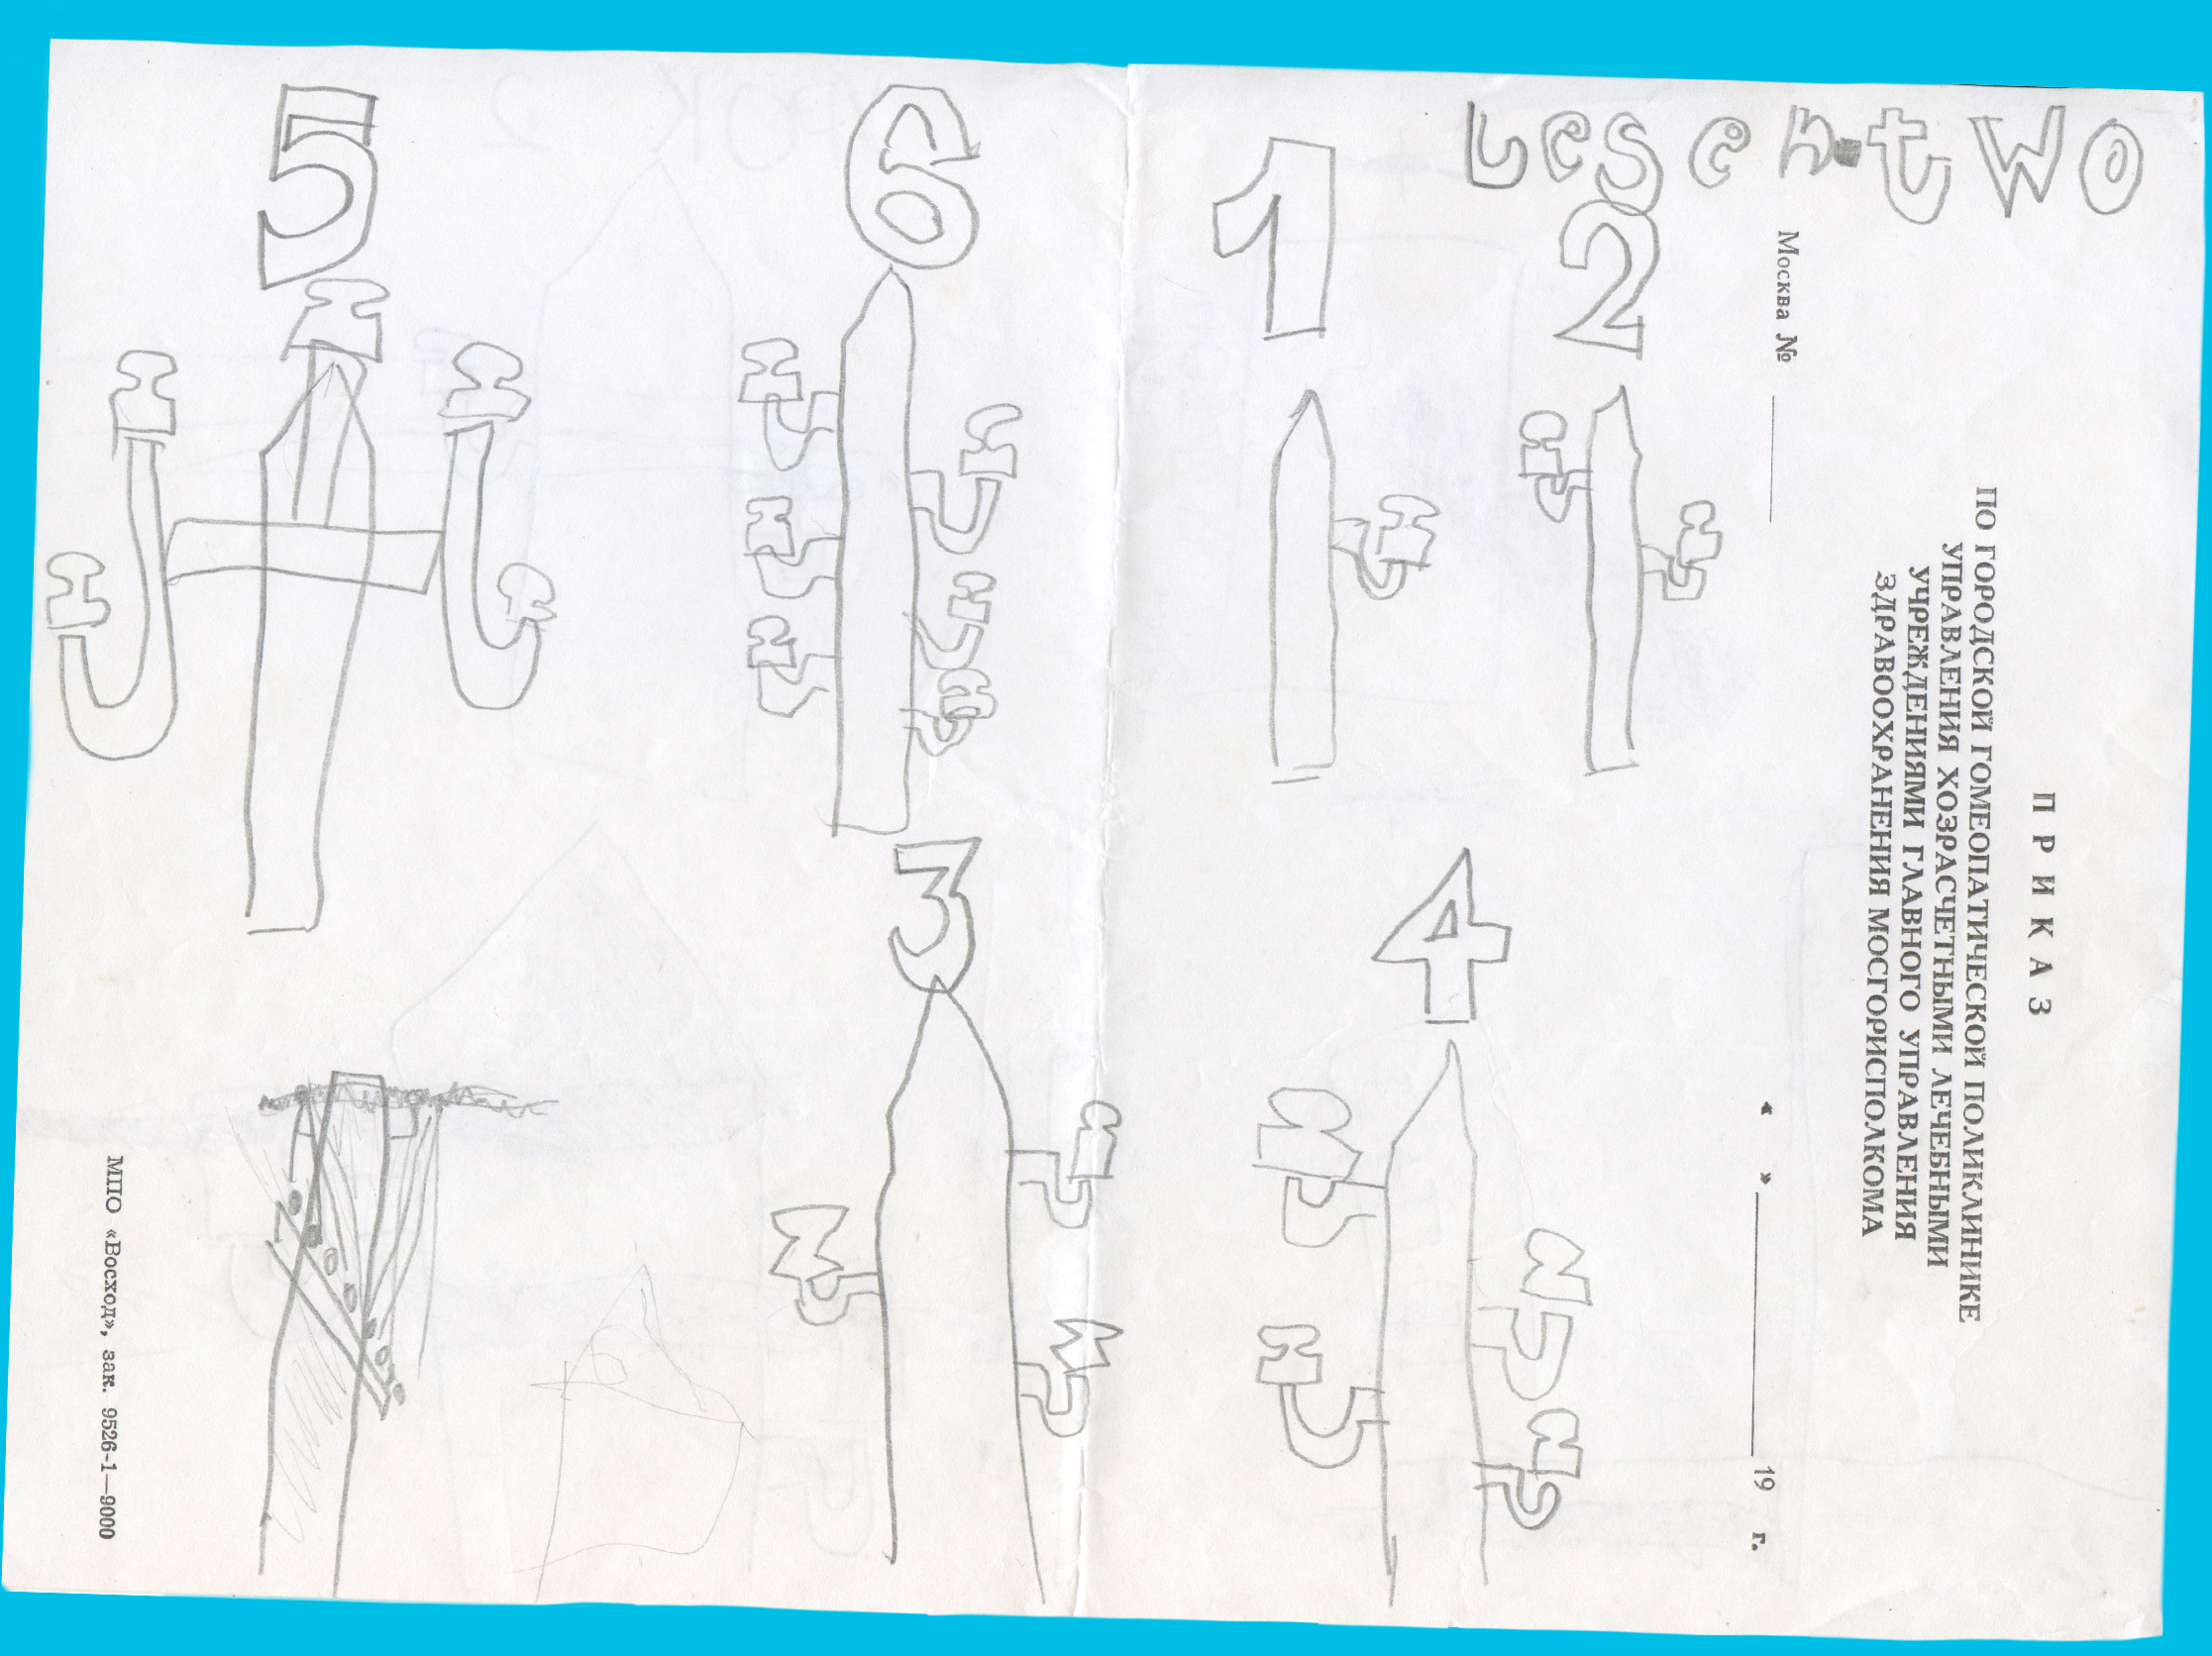 Lesen two
5
6
1
2
3
4
ПРИКАЗ
ПО ГОРОДСКОЙ ГОМЕОПАТИЧЕСКОЙ ПОЛИКЛИНИКЕ
УПРАВЛЕНИЯ ХОЗРАСЧЕТНЫМИ ЛЕЧЕБНЫМИ
УЧРЕЖДЕНИЯМИ ГЛАВНОГО УПРАВЛЕНИЯ
ЗДРАВООХРАНЕНИЯ МОСГОРИСПОЛКОМА
Москва № « » 19 г.
МПО «Восход», зак. 9526-1—9000